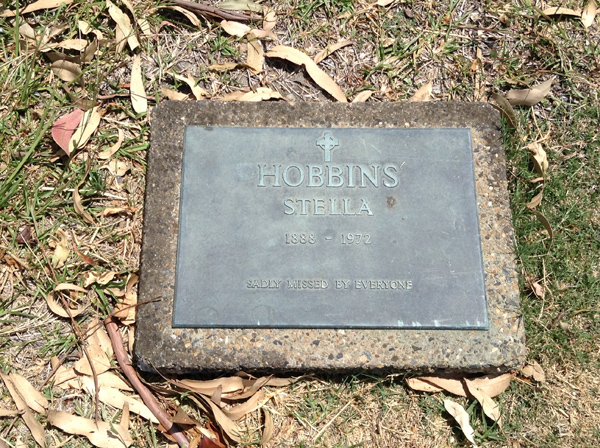 HOBBINS
STELLA
1888 - 1972
SADLY MISSED BY EVERYONE